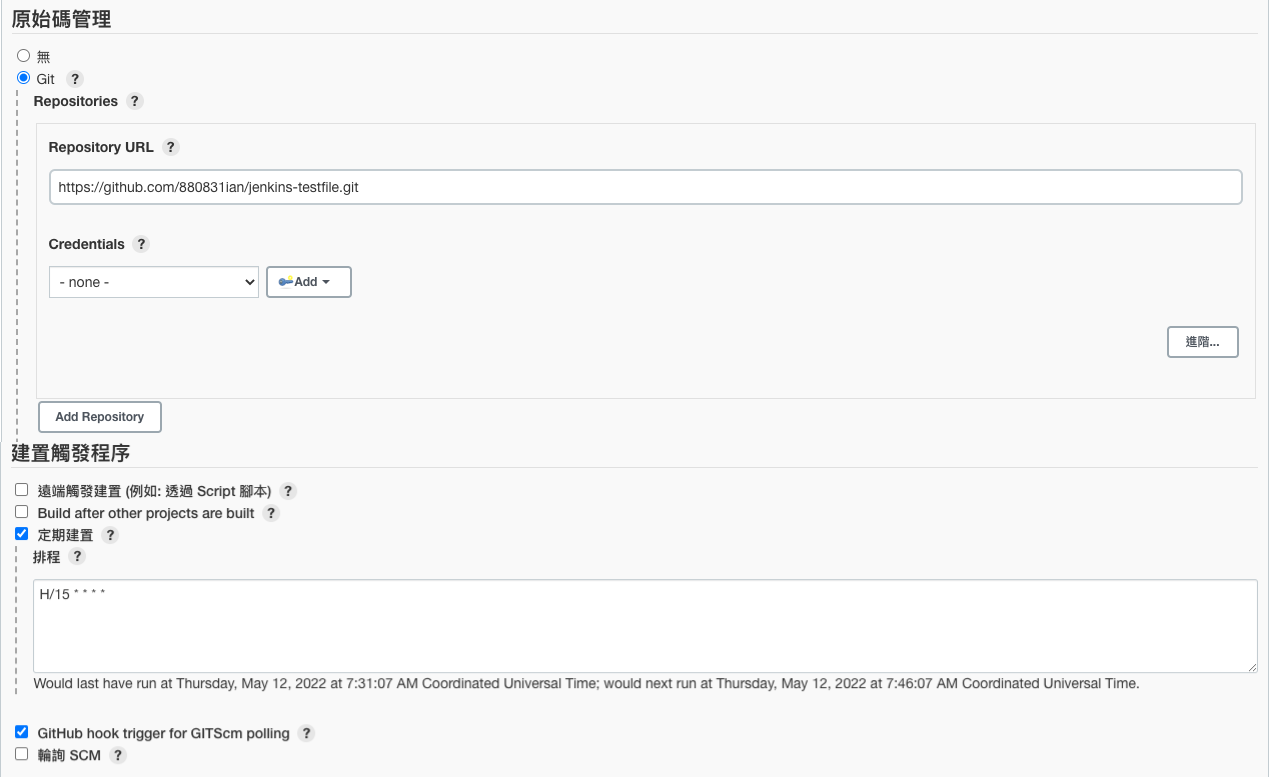 原始碼管理
無
Git ?
Repositories ?
Repository URL ?
https://github.com/880831ian/jenkins-testfile.git
Credentials ?
- none - Add
進階...
Add Repository
建置觸發程序
遠端觸發建置 (例如: 透過 Script 腳本) ?
Build after other projects are built ?
定期建置 ?
排程 ?
H/15 * * * *
Would last have run at Thursday, May 12, 2022 at 7:31:07 AM Coordinated Universal Time; would next run at Thursday, May 12, 2022 at 7:46:07 AM Coordinated Universal Time.
GitHub hook trigger for GITScm polling ?
輪詢 SCM ?